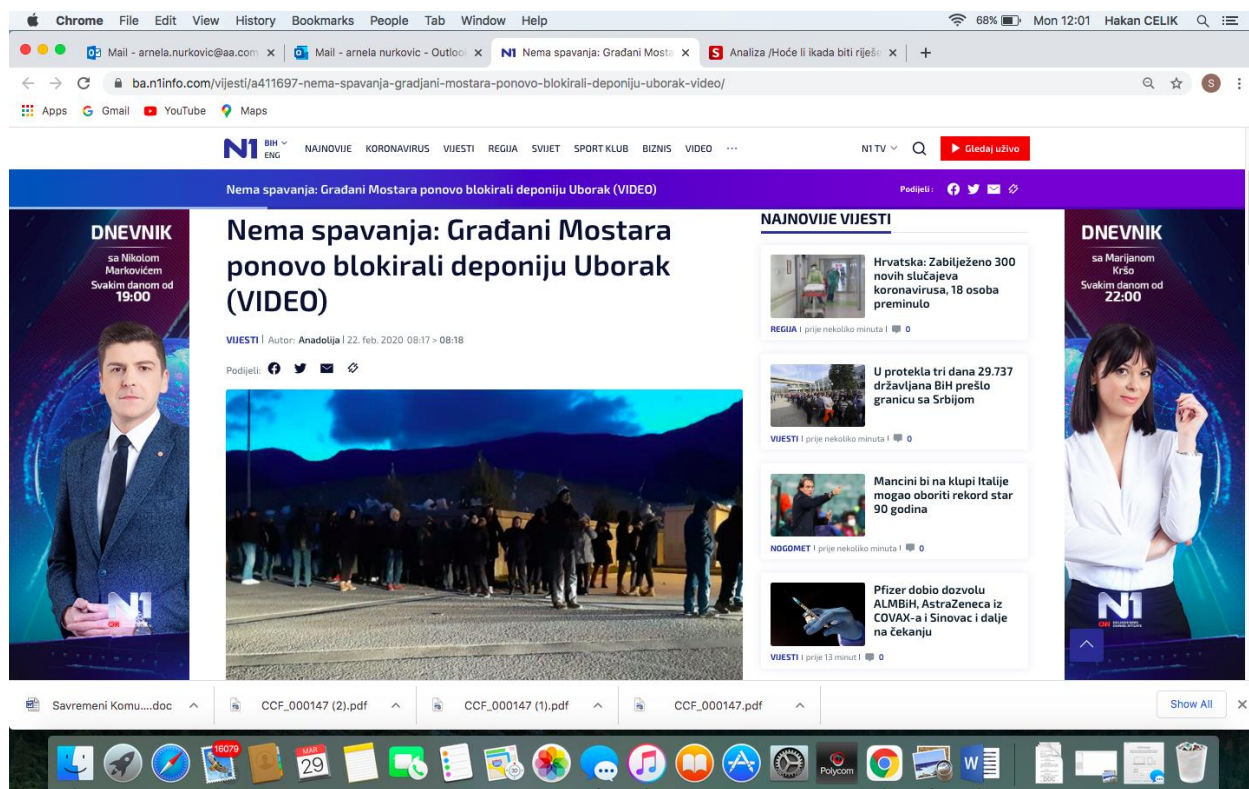 Chrome File Edit View History Bookmarks People Tab Window Help 68% Mon 12:01 Hakan CELIK
Mail - arnela.nurkovic@aa.com Mail - arnela nurkovic - Outloo N1 Nema spavanja: Građani Mosta S Analiza /Hoće li ikada biti riješe
ba.n1info.com/vijesti/a411697-nema-spavanja-gradjani-mostara-ponovo-blokirali-deponiju-uborak-video/ S
Apps Gmail YouTube Maps
N1 BIH ENG NAJNOVIJE KORONAVIRUS VIJESTI REGIJA SVIJET SPORT KLUB BIZNIS VIDEO ... N1 TV Gledaj uživo
Nema spavanja: Građani Mostara ponovo blokirali deponiju Uborak (VIDEO) Podijeli:
DNEVNIK
sa Nikolom
Markovićem
Svakim danom od
19:00
N1
CNN
Nema spavanja: Građani Mostara
ponovo blokirali deponiju Uborak
(VIDEO)
VIJESTI | Autor: Anadolija | 22. feb. 2020 08:17 > 08:18
Podijeli:
NAJNOVIJE VIJESTI
Hrvatska: Zabilježeno 300
novih slučajeva
koronavirusa, 18 osoba
preminulo
REGIJA | prije nekoliko minuta | 0
U protekla tri dana 29.737
državljana BiH prešlo
granicu sa Srbijom
VIJESTI | prije nekoliko minuta | 0
Mancini bi na klupi Italije
mogao oboriti rekord star
90 godina
NOGOMET | prije nekoliko minuta | 0
Pfizer dobio dozvolu
ALMBiH, AstraZeneca iz
COVAX-a i Sinovac i dalje
na čekanju
VIJESTI | prije 13 minut | 0
DNEVNIK
sa Marijanom
Kršo
Svakim danom od
22:00
N1
CNN
Savremeni Komu....doc CCF_000147 (2).pdf CCF_000147 (1).pdf CCF_000147.pdf Show All
16079
MAR
29
Polycom
W
DOC